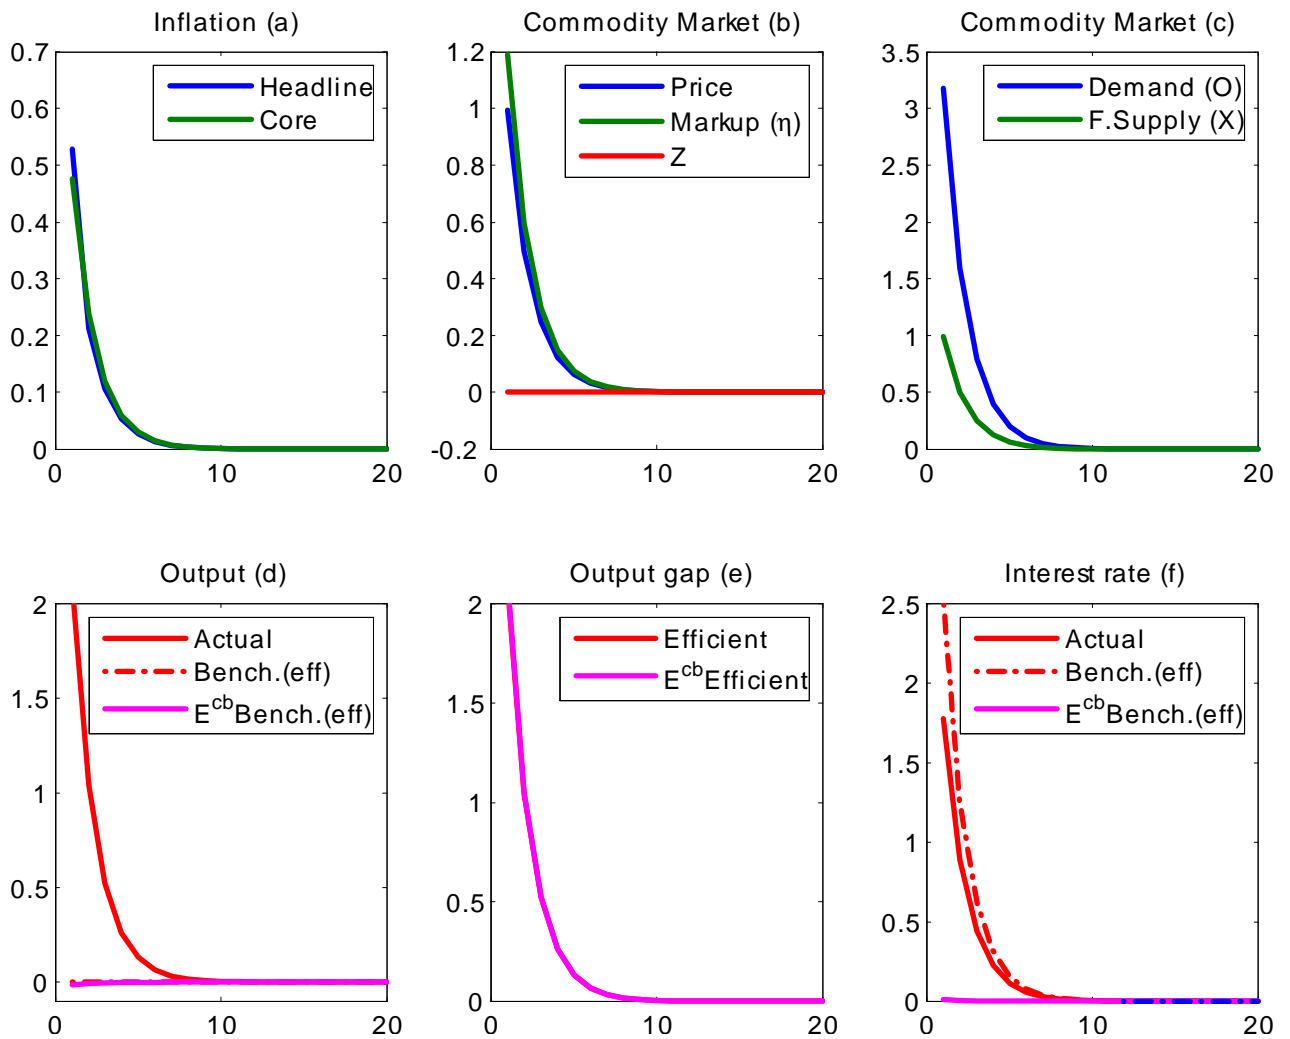 Inflation (a)
0.7
0.6
0.5
0.4
0.3
0.2
0.1
0
0
10
20
Headline
Core
Commodity Market (b)
1.2
1
0.8
0.6
0.4
0.2
0
-0.2
0
10
20
Price
Markup (η)
Z
Commodity Market (c)
3.5
3
2.5
2
1.5
1
0.5
0
0
10
20
Demand (O)
F.Supply (X)
Output (d)
2
1.5
1
0.5
0
0
10
20
Actual
Bench.(eff)
E^cb Bench.(eff)
Output gap (e)
2
1.5
1
0.5
0
0
10
20
Efficient
E^cb Efficient
Interest rate (f)
2.5
2
1.5
1
0.5
0
0
10
20
Actual
Bench.(eff)
E^cb Bench.(eff)